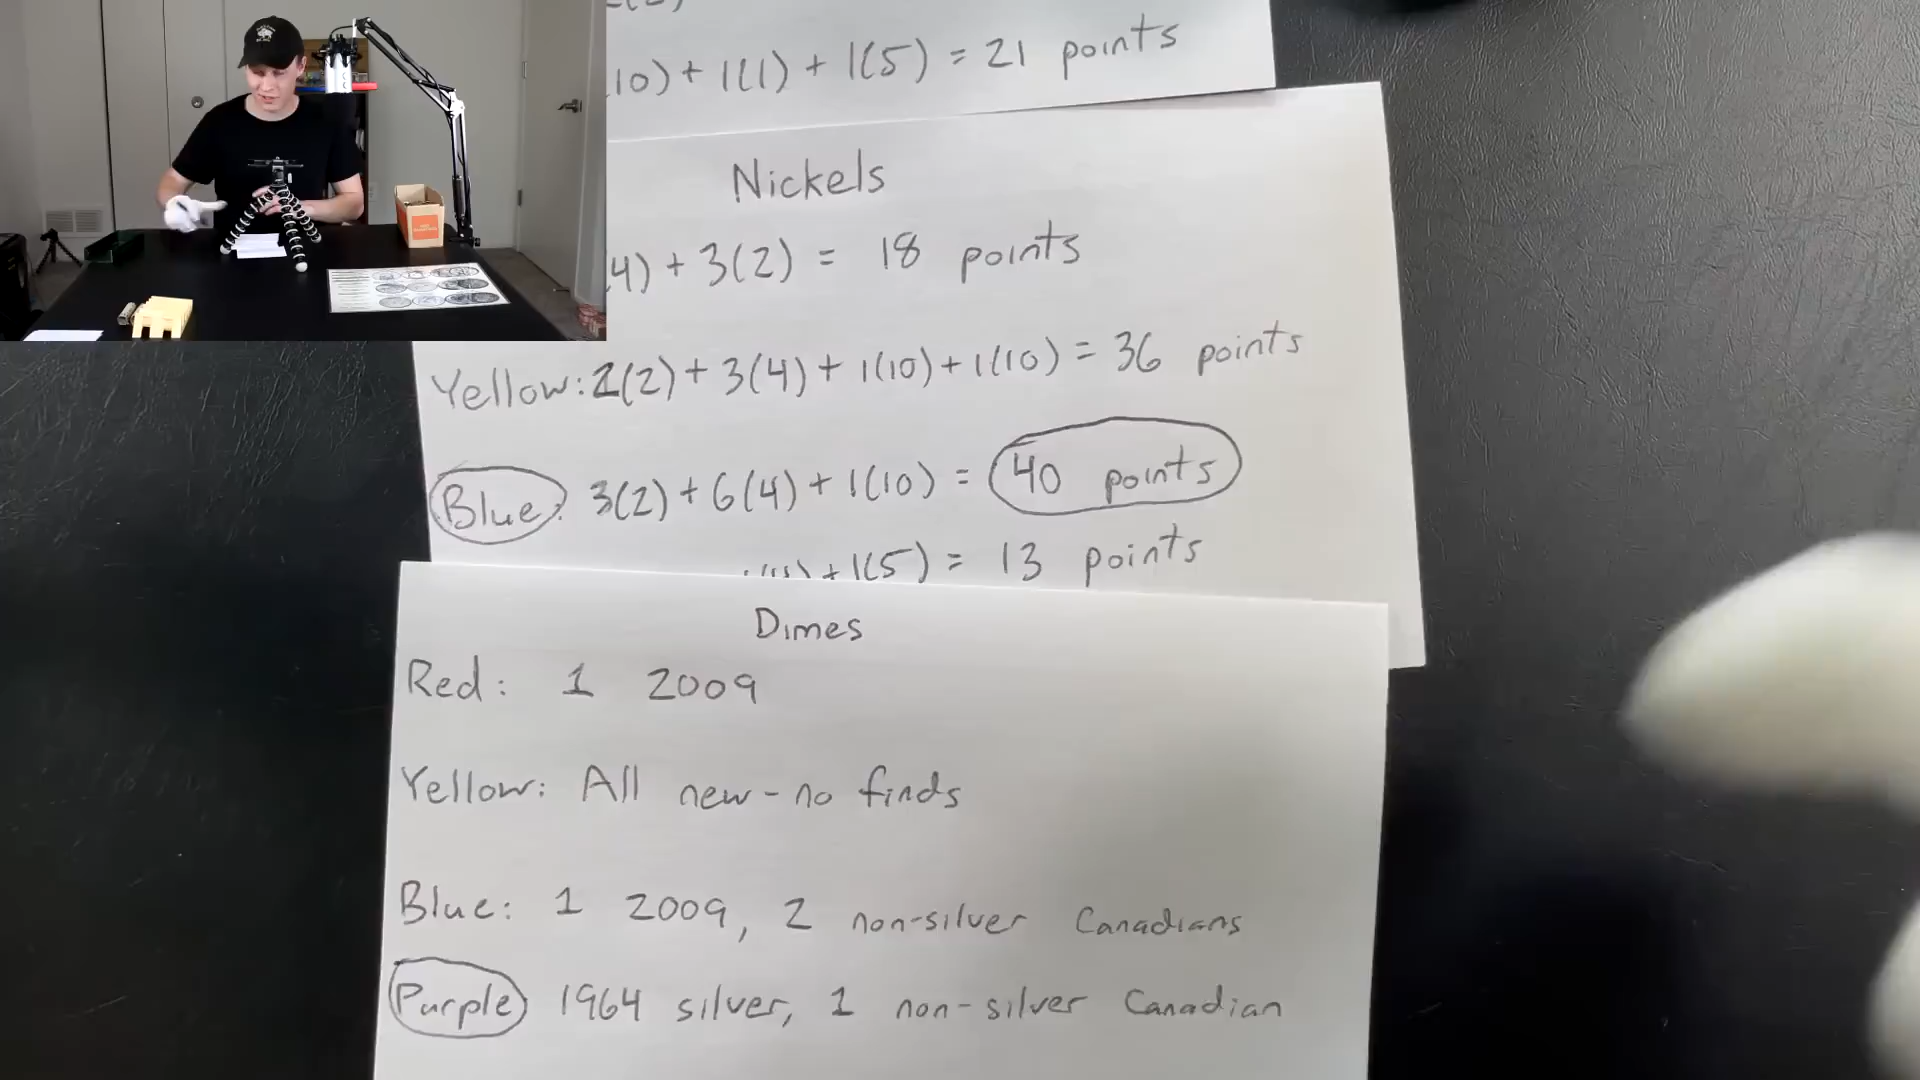 10) + 1(1) + 1(5) = 21 points
Nickels
4) + 3(2) = 18 points
Yellow: 2(2) + 3(4) + 1(10) + 1(10) = 36 points
Blue: 3(2) + 6(4) + 1(10) = 40 points
+ 1(5) = 13 points
Dimes
Red: 1 2009
Yellow: All new - no finds
Blue: 1 2009, 2 non-silver Canadians
Purple 1964 silver, 1 non-silver Canadian